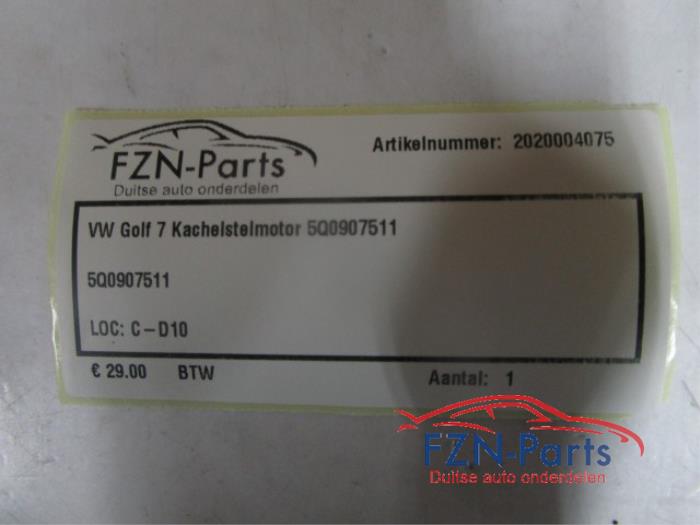 FZN-Parts
Duitse auto onderdelen
Artikelnummer: 2020004075
VW Golf 7 Kachelstelmotor 5Q0907511
5Q0907511
LOC: C-D10
€ 29.00 BTW
Aantal: 1
FZN-Parts
Duitse auto onderdelen